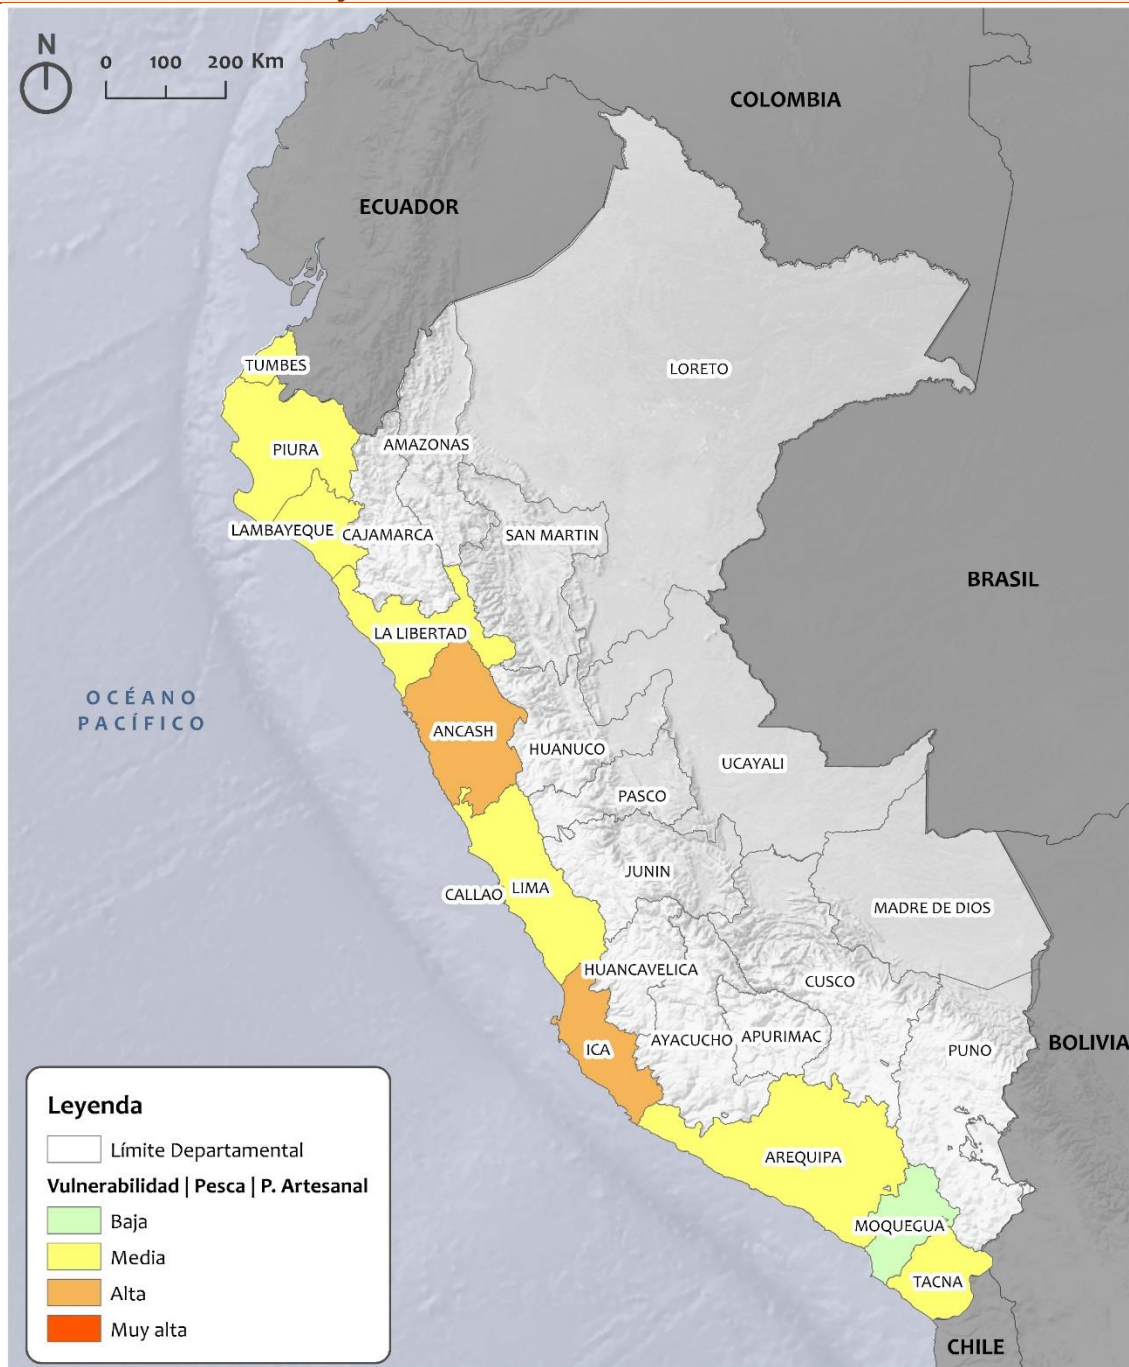 N
0 100 200 Km
COLOMBIA
ECUADOR
TUMBES
LORETO
PIURA
AMAZONAS
LAMBAYEQUE
CAJAMARCA
SAN MARTIN
BRASIL
LA LIBERTAD
OCÉANO
PACÍFICO
ANCASH
HUANUCO
UCAYALI
PASCO
JUNIN
CALLAO
LIMA
MADRE DE DIOS
HUANCAVELICA
CUSCO
ICA
AYACUCHO
APURIMAC
PUNO
BOLIVIA
AREQUIPA
MOQUEGUA
TACNA
CHILE
Leyenda
Límite Departamental
Vulnerabilidad | Pesca | P. Artesanal
Baja
Media
Alta
Muy alta